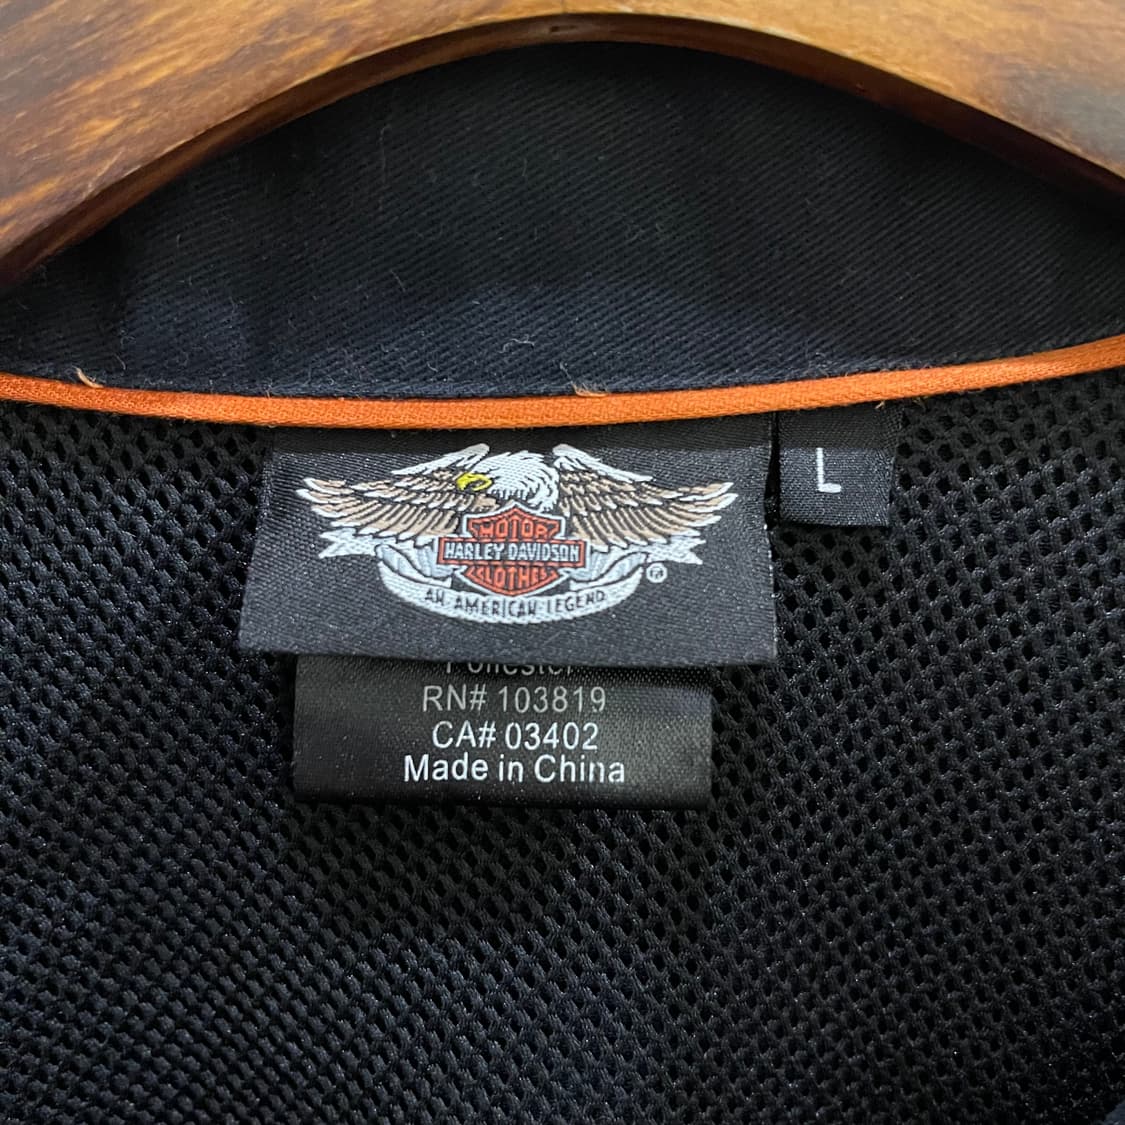 MOTOR
HARLEY-DAVIDSON
CLOTHES
®
AN AMERICAN LEGEND
L
RN# 103819
CA# 03402
Made in China